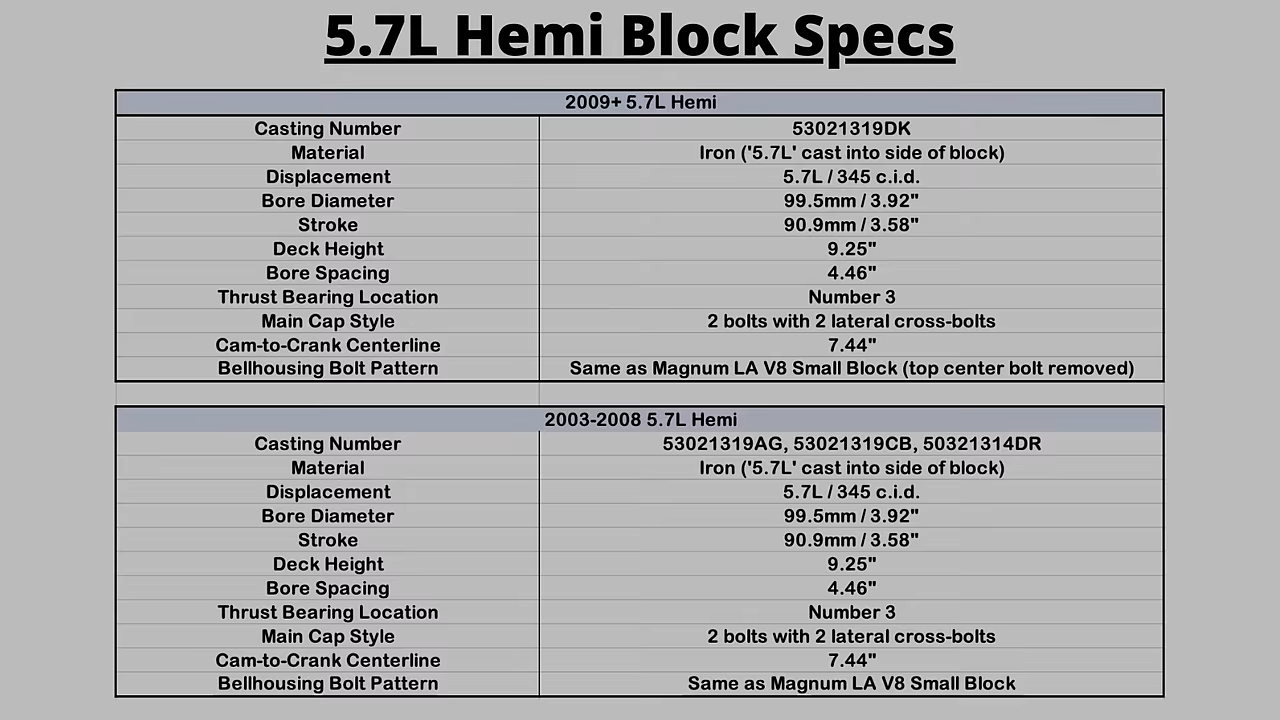 5.7L Hemi Block Specs
2009+ 5.7L Hemi
Casting Number 53021319DK
Material Iron ('5.7L' cast into side of block)
Displacement 5.7L / 345 c.i.d.
Bore Diameter 99.5mm / 3.92"
Stroke 90.9mm / 3.58"
Deck Height 9.25"
Bore Spacing 4.46"
Thrust Bearing Location Number 3
Main Cap Style 2 bolts with 2 lateral cross-bolts
Cam-to-Crank Centerline 7.44"
Bellhousing Bolt Pattern Same as Magnum LA V8 Small Block (top center bolt removed)
2003-2008 5.7L Hemi
Casting Number 53021319AG, 53021319CB, 50321314DR
Material Iron ('5.7L' cast into side of block)
Displacement 5.7L / 345 c.i.d.
Bore Diameter 99.5mm / 3.92"
Stroke 90.9mm / 3.58"
Deck Height 9.25"
Bore Spacing 4.46"
Thrust Bearing Location Number 3
Main Cap Style 2 bolts with 2 lateral cross-bolts
Cam-to-Crank Centerline 7.44"
Bellhousing Bolt Pattern Same as Magnum LA V8 Small Block